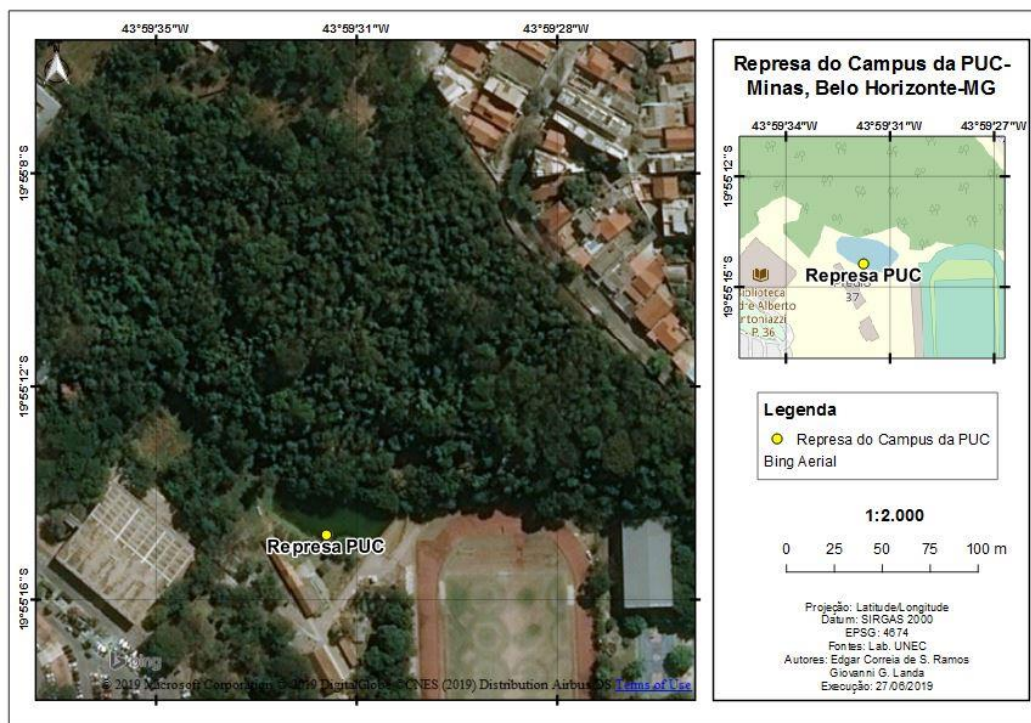 43°59'35"W 43°59'31"W 43°59'28"W
N
19°55'8"S
19°55'12"S
19°55'16"S
Represa PUC
bing
© 2019 Microsoft Corporation © 2019 DigitalGlobe ©CNES (2019) Distribution Airbus DS Terms of Use
Represa do Campus da PUC-
Minas, Belo Horizonte-MG
43°59'34"W 43°59'31"W 43°59'27"W
19°55'12"S
19°55'15"S
Represa PUC
37
P. 36
Legenda
Represa do Campus da PUC
Bing Aerial
1:2.000
0 25 50 75 100 m
Projeção: Latitude/Longitude
Datum: SIRGAS 2000
EPSG: 4674
Fontes: Lab. UNEC
Autores: Edgar Correia de S. Ramos
Giovanni G. Landa
Execução: 27/06/2019